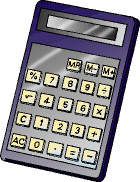 MR M− M+
% 7 8 9 ÷
√ 4 5 6 ×
C 1 2 3 +
AC 0 . = −